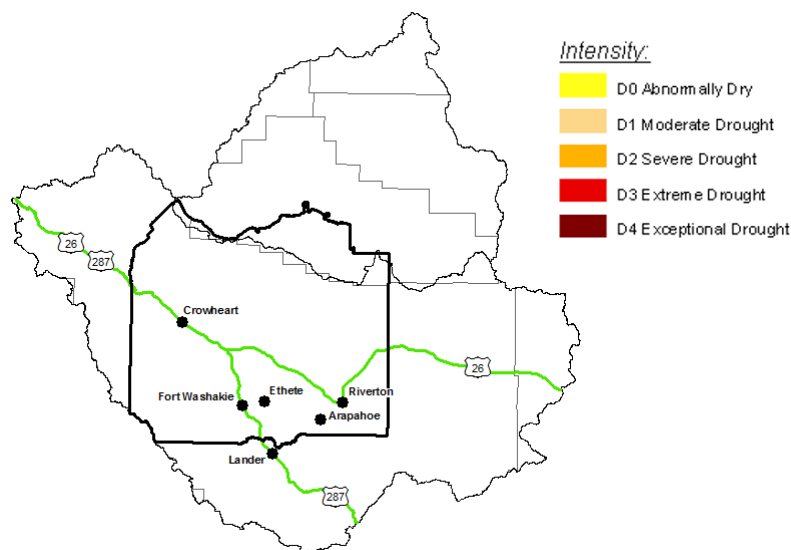 Intensity:
D0 Abnormally Dry
D1 Moderate Drought
D2 Severe Drought
D3 Extreme Drought
D4 Exceptional Drought
26
287
Crowheart
26
Fort Washakie
Ethete
Riverton
Arapahoe
Lander
287